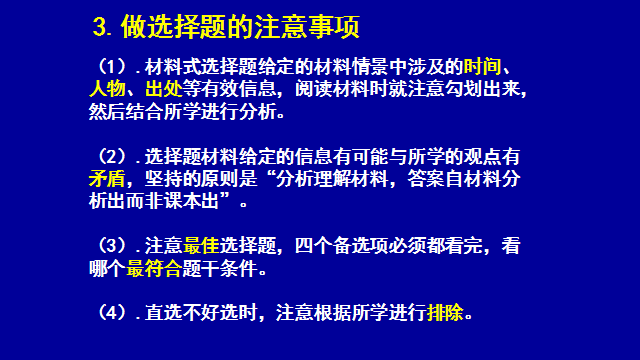 3.做选择题的注意事项
（1）.材料式选择题给定的材料情景中涉及的时间、
人物、出处等有效信息，阅读材料时就注意勾划出来，
然后结合所学进行分析。
（2）.选择题材料给定的信息有可能与所学的观点有
矛盾，坚持的原则是“分析理解材料，答案自材料分
析出而非课本出”。
（3）.注意最佳选择题，四个备选项必须都看完，看
哪个最符合题干条件。
（4）.直选不好选时，注意根据所学进行排除。